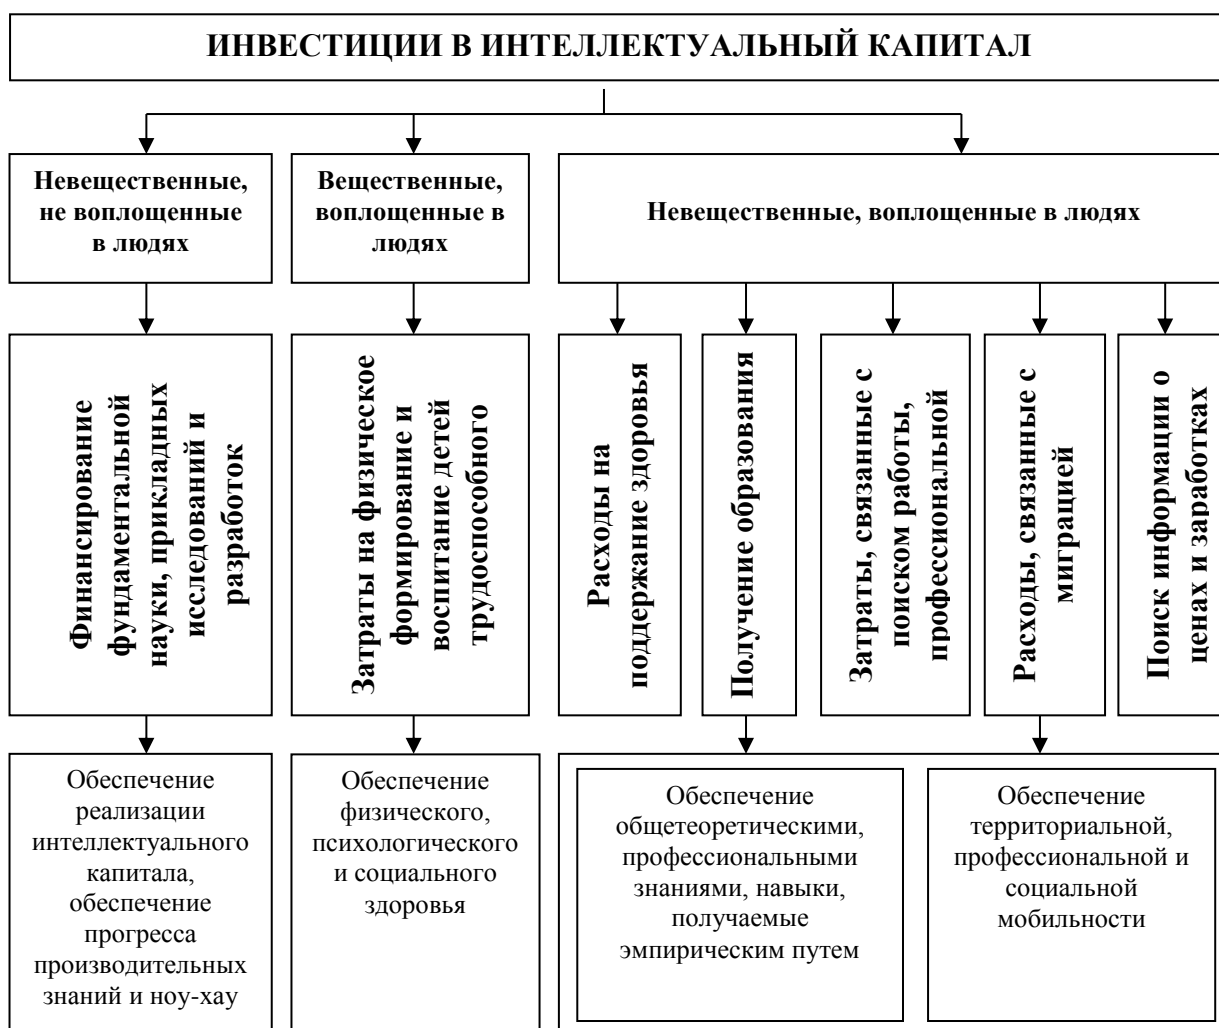 ИНВЕСТИЦИИ В ИНТЕЛЛЕКТУАЛЬНЫЙ КАПИТАЛ
Невещественные,
не воплощенные
в людях
Вещественные,
воплощенные в
людях
Невещественные, воплощенные в людях
Финансирование
фундаментальной
науки, прикладных
исследований и
разработок
Затраты на физическое
формирование и
воспитание детей
трудоспособного
Расходы на
поддержание здоровья
Получение образования
Затраты, связанные с
поиском работы,
профессиональной
Расходы, связанные с
миграцией
Поиск информации о
ценах и заработках
Обеспечение
реализации
интеллектуального
капитала,
обеспечение
прогресса
производительных
знаний и ноу-хау
Обеспечение
физического,
психологического
и социального
здоровья
Обеспечение
общетеоретическими,
профессиональными
знаниями, навыки,
получаемые
эмпирическим путем
Обеспечение
территориальной,
профессиональной и
социальной
мобильности